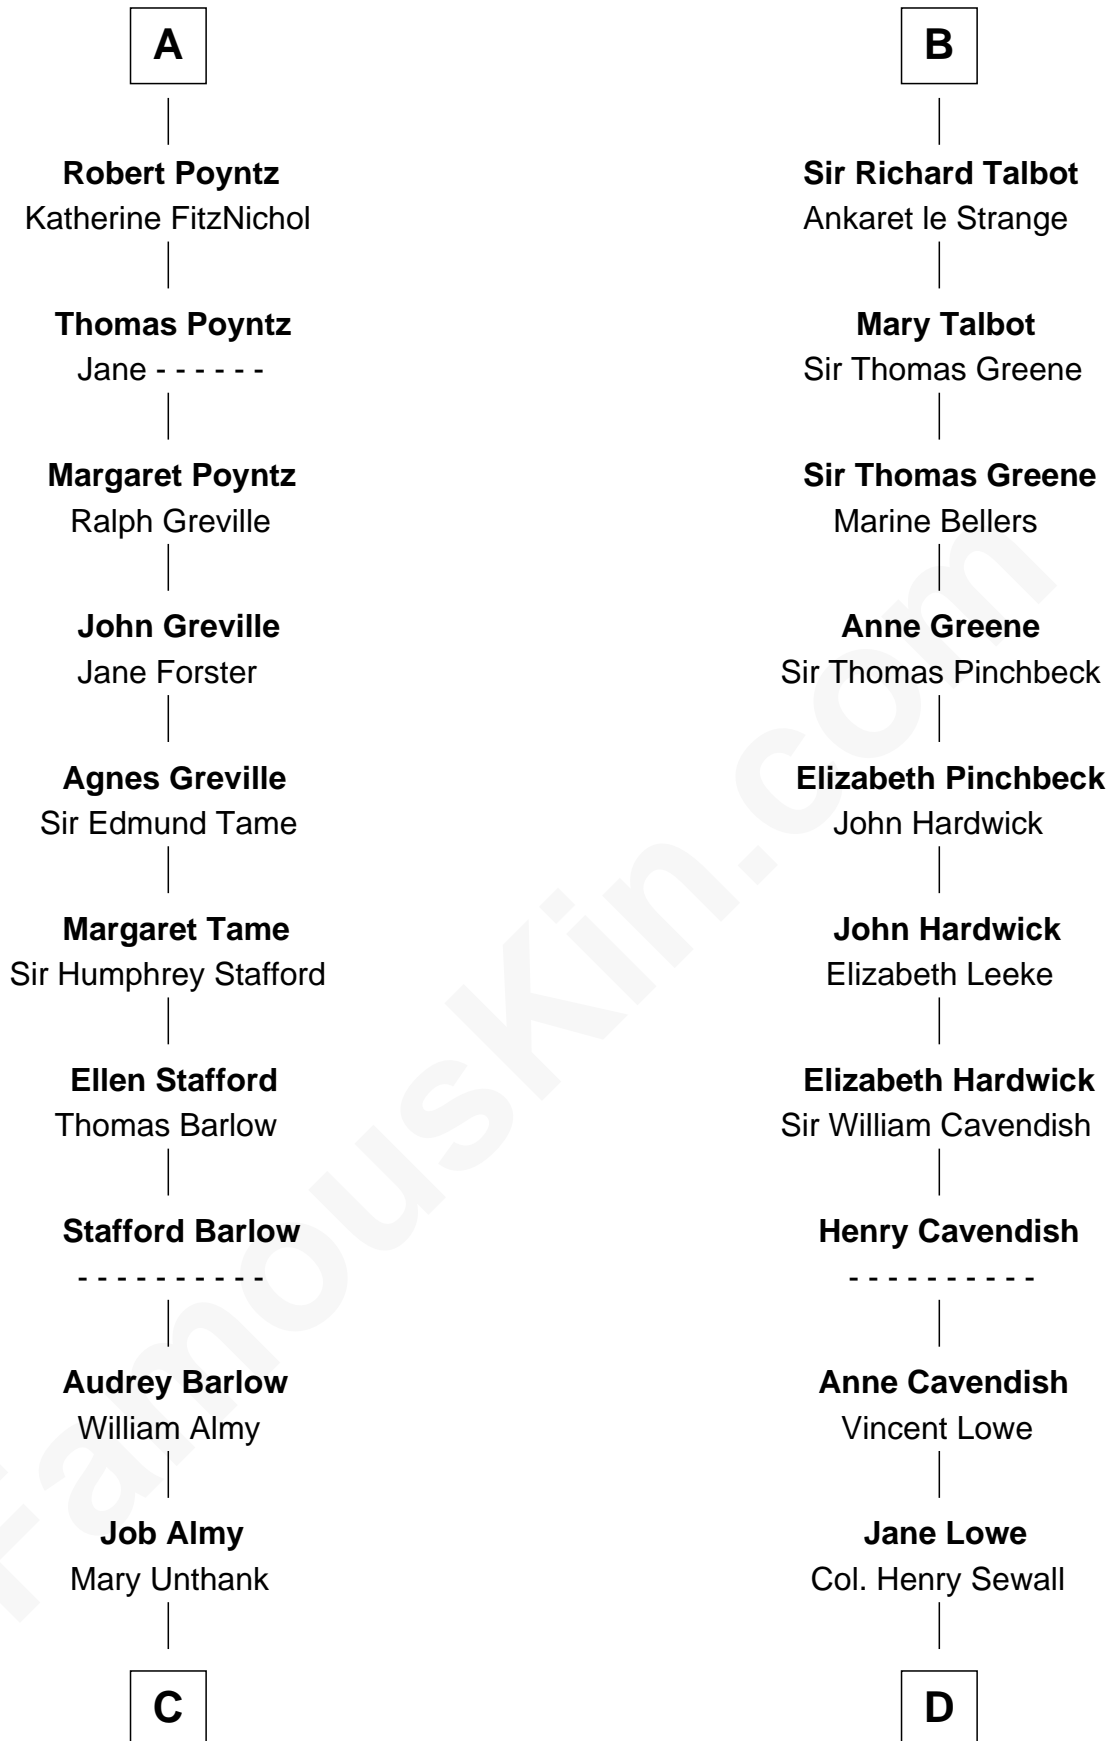 A
Robert Poyntz
Katherine FitzNichol
Thomas Poyntz
Jane - - - - - -
Margaret Poyntz
Ralph Greville
John Greville
Jane Forster
Agnes Greville
Sir Edmund Tame
Margaret Tame
Sir Humphrey Stafford
Ellen Stafford
Thomas Barlow
Stafford Barlow
- - - - - - - - - -
Audrey Barlow
William Almy
Job Almy
Mary Unthank
C
B
Sir Richard Talbot
Ankaret le Strange
Mary Talbot
Sir Thomas Greene
Sir Thomas Greene
Marine Bellers
Anne Greene
Sir Thomas Pinchbeck
Elizabeth Pinchbeck
John Hardwick
John Hardwick
Elizabeth Leeke
Elizabeth Hardwick
Sir William Cavendish
Henry Cavendish
- - - - - - - - - -
Anne Cavendish
Vincent Lowe
Jane Lowe
Col. Henry Sewall
D
FamousKin.com